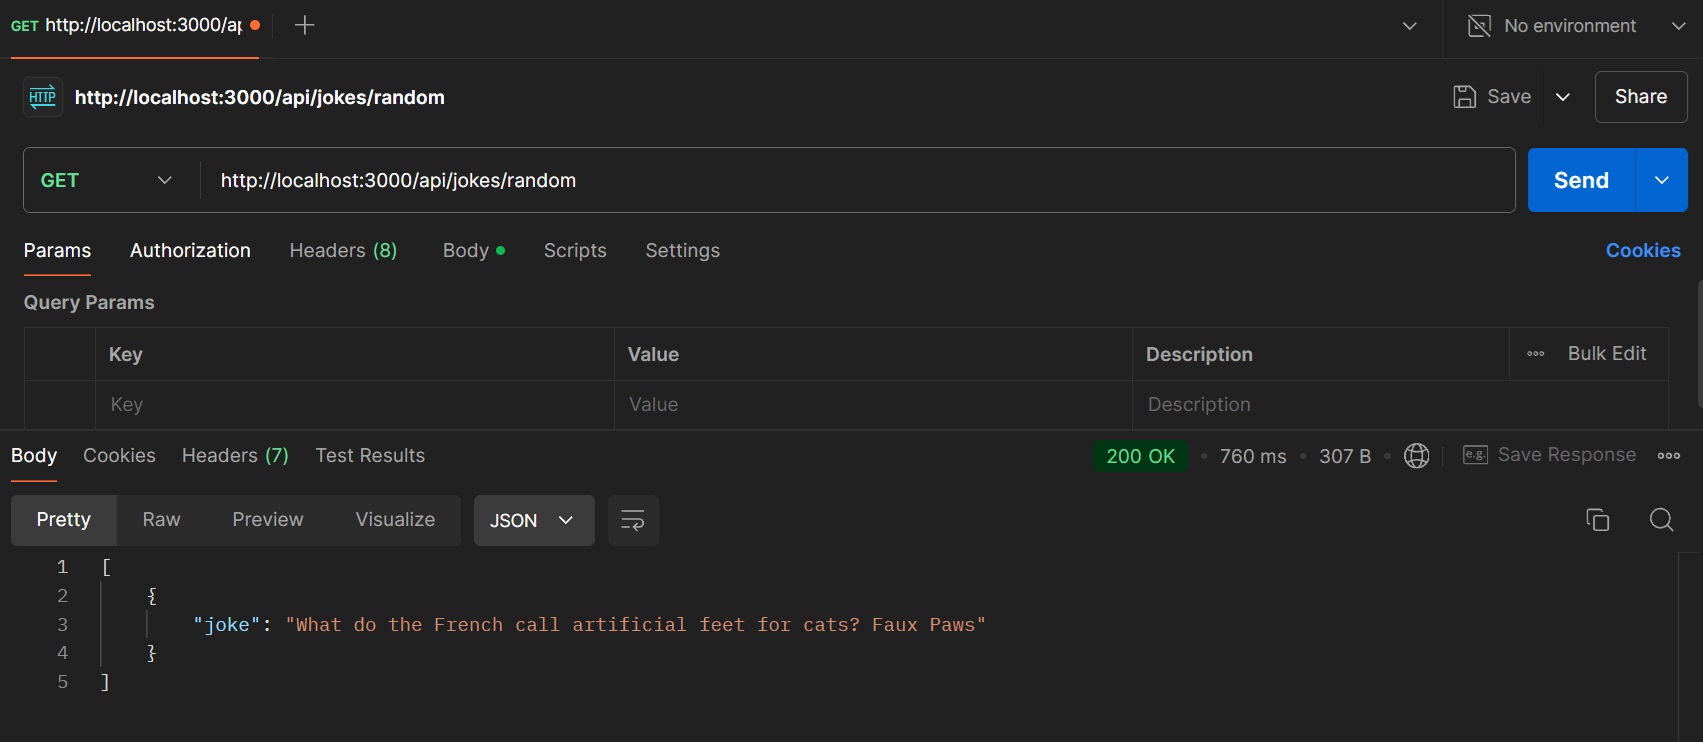 GET http://localhost:3000/ap
No environment
HTTP http://localhost:3000/api/jokes/random
Save
Share
GET http://localhost:3000/api/jokes/random
Send
Params Authorization Headers (8) Body Scripts Settings Cookies
Query Params
Key Value Description Bulk Edit
Key Value Description
Body Cookies Headers (7) Test Results 200 OK 760 ms 307 B e.g. Save Response
Pretty Raw Preview Visualize JSON
1 [
2 {
3 "joke": "What do the French call artificial feet for cats? Faux Paws"
4 }
5 ]